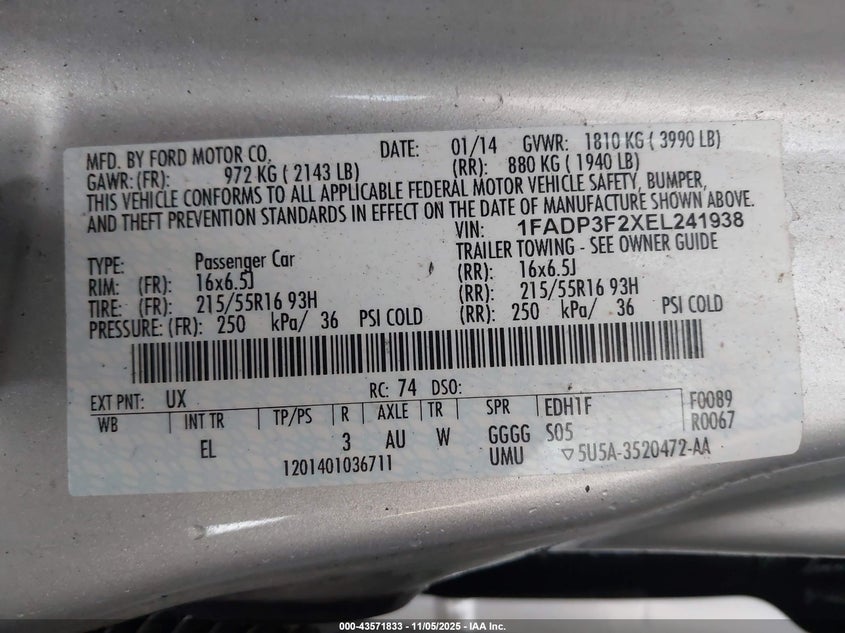 MFD. BY FORD MOTOR CO. DATE: 01/14 GVWR: 1810 KG ( 3990 LB)
GAWR: (FR): 972 KG ( 2143 LB) (RR): 880 KG ( 1940 LB)
THIS VEHICLE CONFORMS TO ALL APPLICABLE FEDERAL MOTOR VEHICLE SAFETY, BUMPER,
AND THEFT PREVENTION STANDARDS IN EFFECT ON THE DATE OF MANUFACTURE SHOWN ABOVE.
VIN: 1FADP3F2XEL241938
TYPE: Passenger Car TRAILER TOWING - SEE OWNER GUIDE
RIM: (FR): 16x6.5J (RR): 16x6.5J
TIRE: (FR): 215/55R16 93H (RR): 215/55R16 93H
PRESSURE: (FR): 250 kPa/ 36 PSI COLD (RR): 250 kPa/ 36 PSI COLD
EXT PNT: UX RC: 74 DSO:
WB INT TR TP/PS R AXLE TR SPR EDH1F F0089
EL 3 AU W GGGG S05 R0067
1201401036711 UMU ▽5U5A-3520472-AA
000-43571833 - 11/05/2025 - IAA Inc.